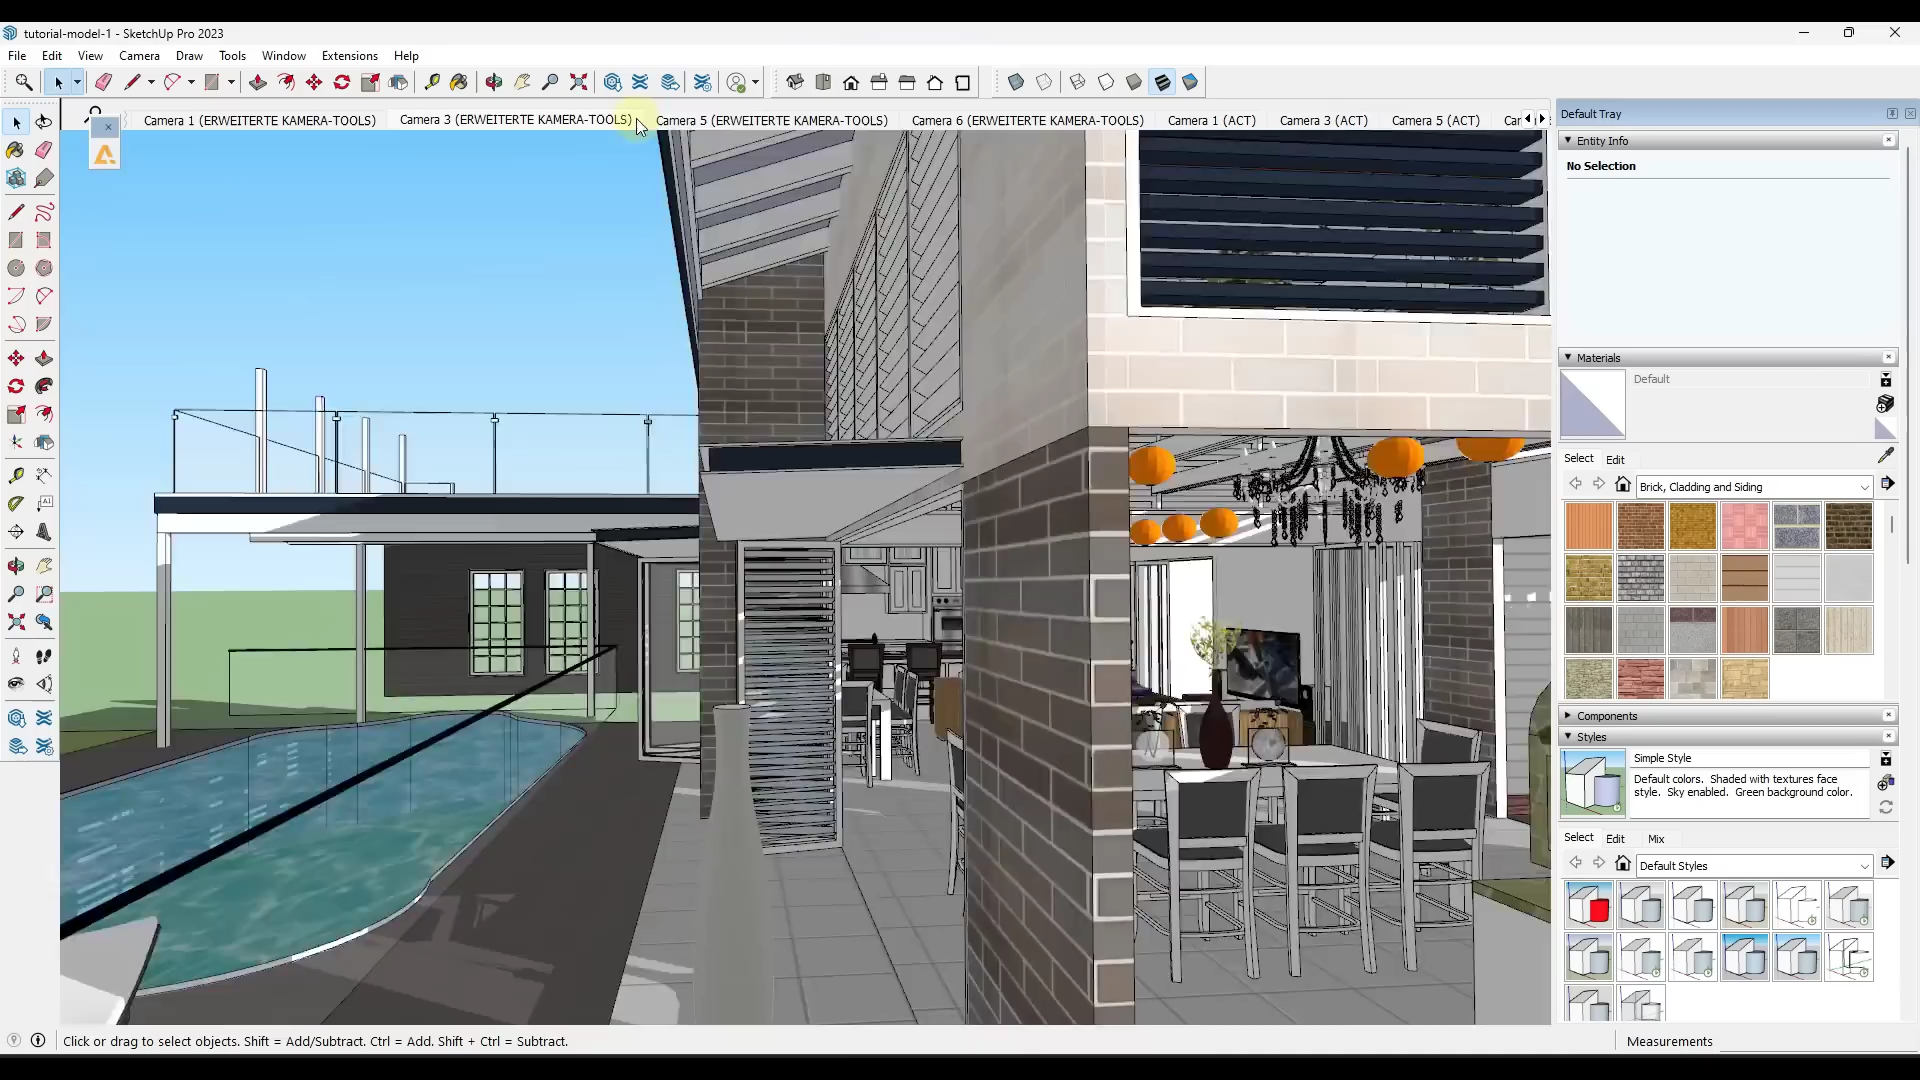 tutorial-model-1 - SketchUp Pro 2023
File Edit View Camera Draw Tools Window Extensions Help
Camera 1 (ERWEITERTE KAMERA-TOOLS) Camera 3 (ERWEITERTE KAMERA-TOOLS) Camera 5 (ERWEITERTE KAMERA-TOOLS) Camera 6 (ERWEITERTE KAMERA-TOOLS) Camera 1 (ACT) Camera 3 (ACT) Camera 5 (ACT)
Default Tray
Entity Info
No Selection
Materials
Default
Select Edit
Brick, Cladding and Siding
Components
Styles
Simple Style
Default colors. Shaded with textures face
style. Sky enabled. Green background color.
Select Edit Mix
Default Styles
Click or drag to select objects. Shift = Add/Subtract. Ctrl = Add. Shift + Ctrl = Subtract.
Measurements